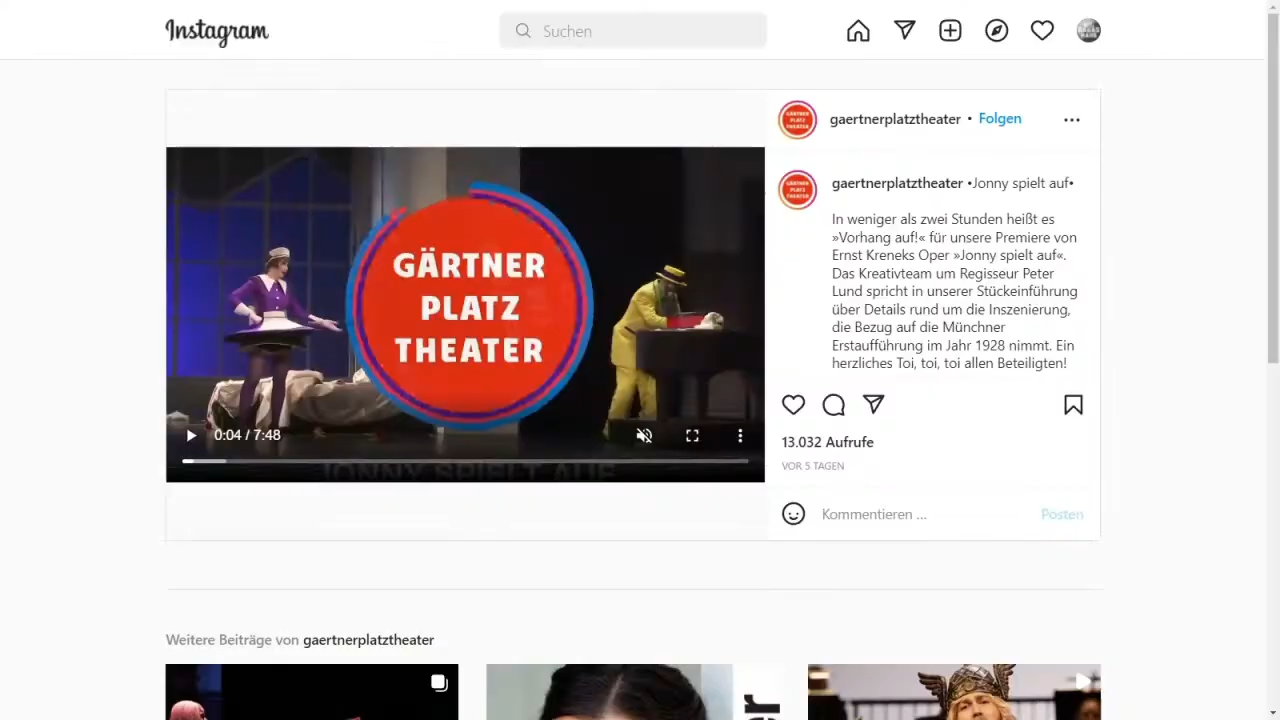 Instagram
Suchen
gaertnerplatztheater • Folgen
GÄRTNER
PLATZ
THEATER
0:04 / 7:48
JONNY SPIELT AUF
gaertnerplatztheater •Jonny spielt auf•
In weniger als zwei Stunden heißt es
»Vorhang auf!« für unsere Premiere von
Ernst Kreneks Oper »Jonny spielt auf«.
Das Kreativteam um Regisseur Peter
Lund spricht in unserer Stückeinführung
über Details rund um die Inszenierung,
die Bezug auf die Münchner
Erstaufführung im Jahr 1928 nimmt. Ein
herzliches Toi, toi, toi allen Beteiligten!
13.032 Aufrufe
VOR 5 TAGEN
Kommentieren ...
Posten
Weitere Beiträge von gaertnerplatztheater